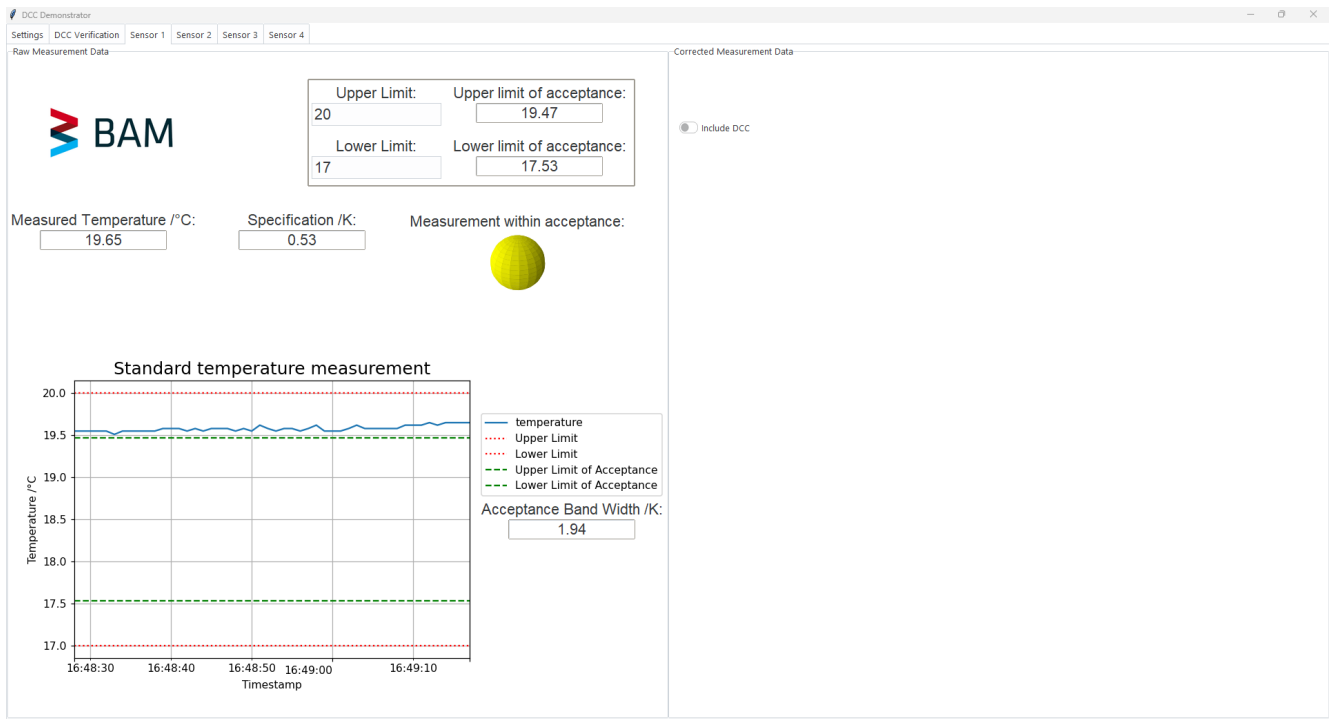 DCC Demonstrator
Settings DCC Verification Sensor 1 Sensor 2 Sensor 3 Sensor 4
Raw Measurement Data
BAM
Upper Limit: Upper limit of acceptance:
20 19.47
Lower Limit: Lower limit of acceptance:
17 17.53
Measured Temperature /°C: Specification /K: Measurement within acceptance:
19.65 0.53
Standard temperature measurement
20.0
19.5
19.0
18.5
18.0
17.5
17.0
Temperature /°C
16:48:30 16:48:40 16:48:50 16:49:00 16:49:10
Timestamp
temperature
Upper Limit
Lower Limit
Upper Limit of Acceptance
Lower Limit of Acceptance
Acceptance Band Width /K:
1.94
Corrected Measurement Data
Include DCC